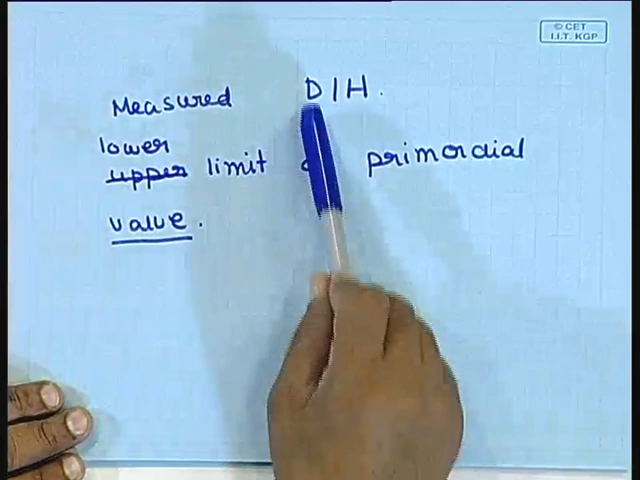 © CET
I.I.T. KGP
Measured D/H.
lower
upper limit primordial
value.